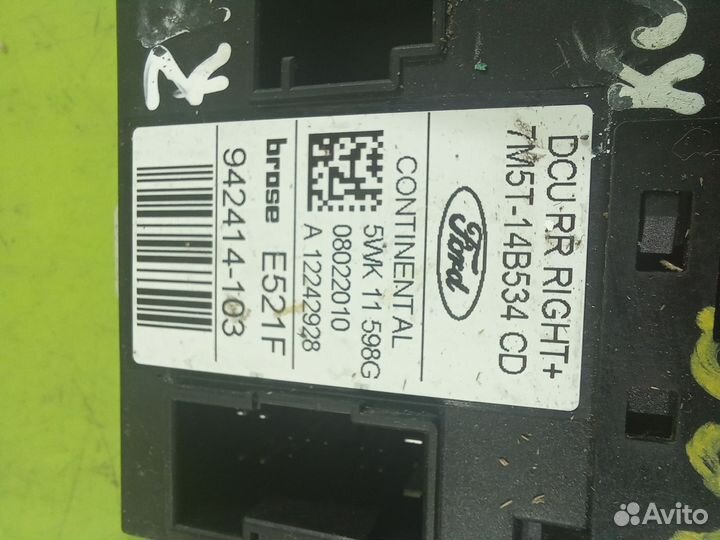 DCU-RR RIGHT+
7M5T-14B534 CD
Ford
CONTINENTAL
5WK 11 598G
08022010
A 12242928
brose E521F
942414-103
Avito